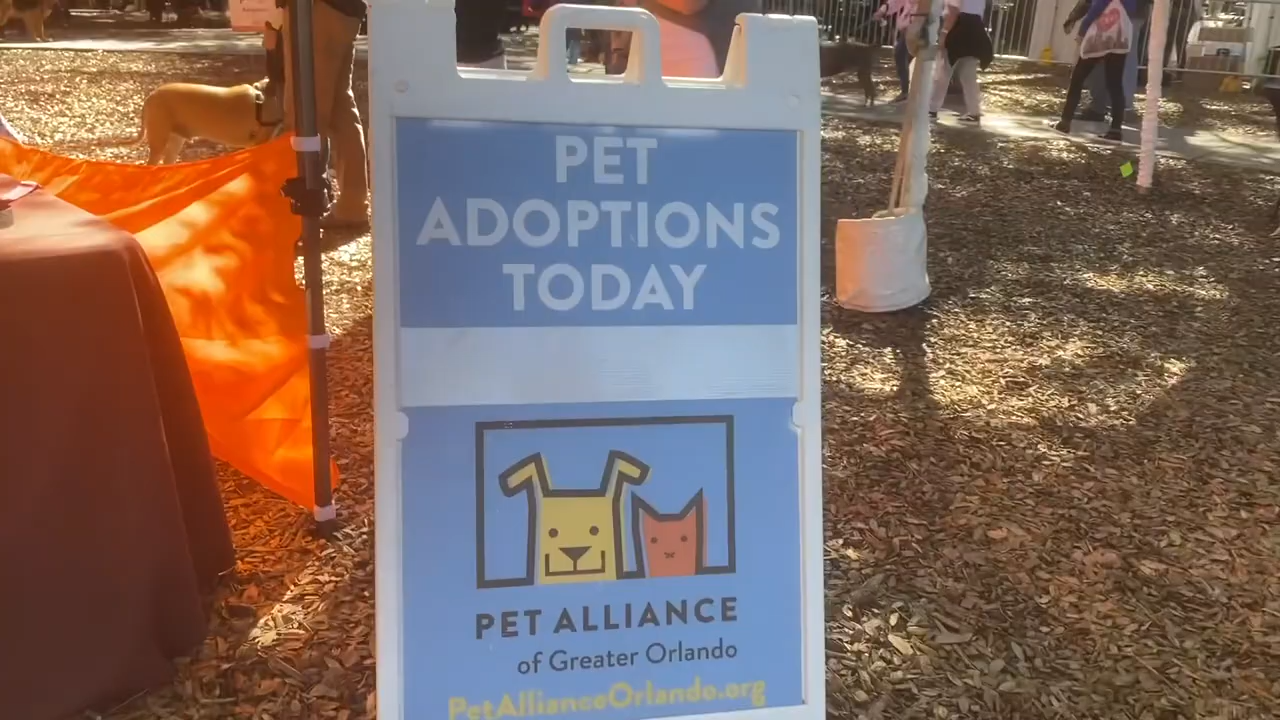 PET
ADOPTIONS
TODAY
PET ALLIANCE
of Greater Orlando
PetAllianceOrlando.org